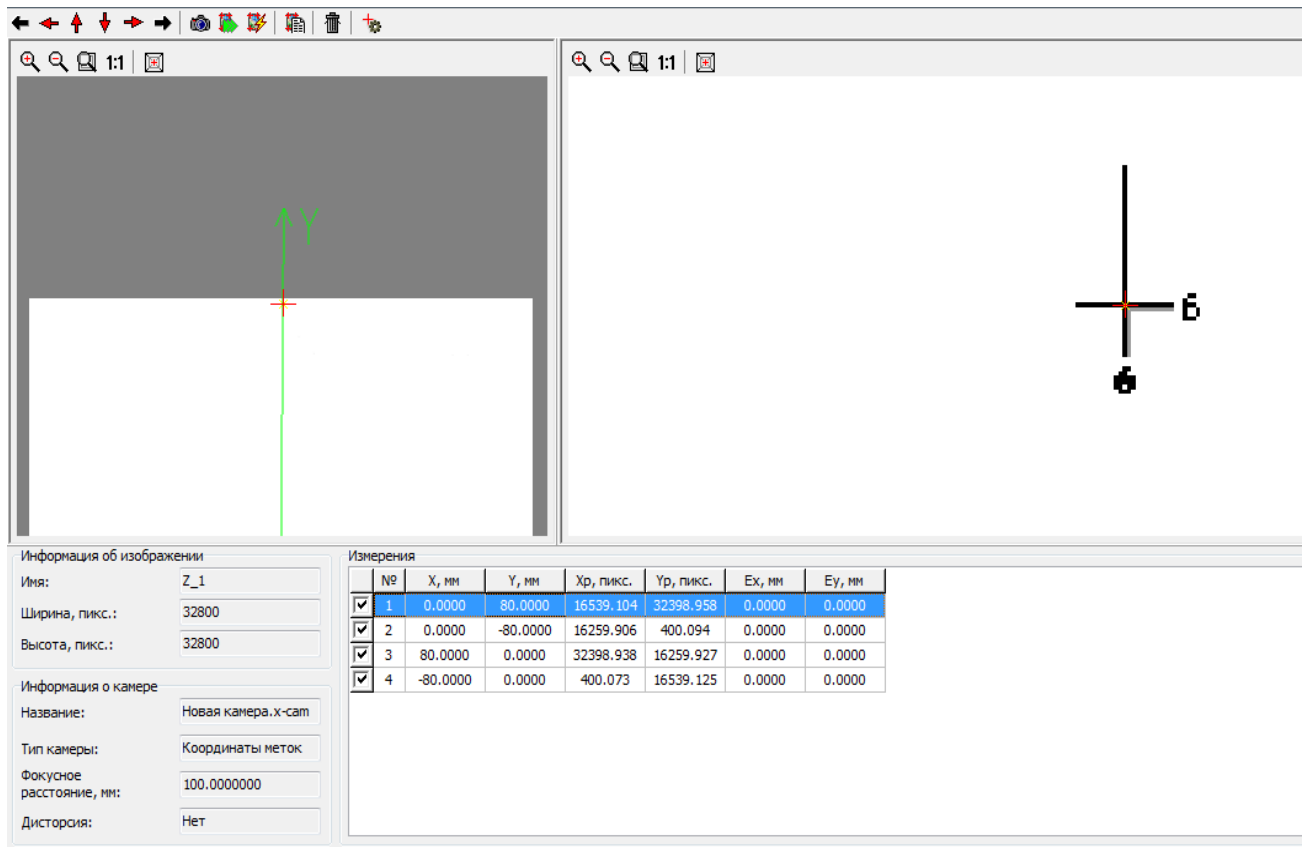 1:1
1:1
Y
6
6
Информация об изображении
Имя: Z_1
Ширина, пикс.: 32800
Высота, пикс.: 32800
Информация о камере
Название: Новая камера.x-cam
Тип камеры: Координаты меток
Фокусное
расстояние, мм: 100.0000000
Дисторсия: Нет
Измерения
№ X, мм Y, мм Xp, пикс. Yp, пикс. Ex, мм Ey, мм
1 0.0000 80.0000 16539.104 32398.958 0.0000 0.0000
2 0.0000 -80.0000 16259.906 400.094 0.0000 0.0000
3 80.0000 0.0000 32398.938 16259.927 0.0000 0.0000
4 -80.0000 0.0000 400.073 16539.125 0.0000 0.0000